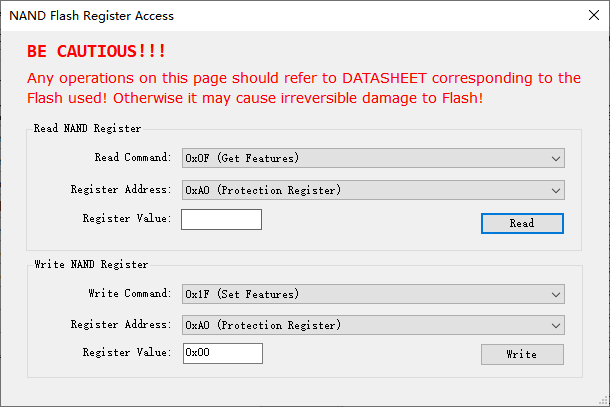 NAND Flash Register Access
BE CAUTIOUS!!!
Any operations on this page should refer to DATASHEET corresponding to the
Flash used! Otherwise it may cause irreversible damage to Flash!
Read NAND Register
Read Command: 0x0F (Get Features)
Register Address: 0xA0 (Protection Register)
Register Value:
Read
Write NAND Register
Write Command: 0x1F (Set Features)
Register Address: 0xA0 (Protection Register)
Register Value: 0x00
Write